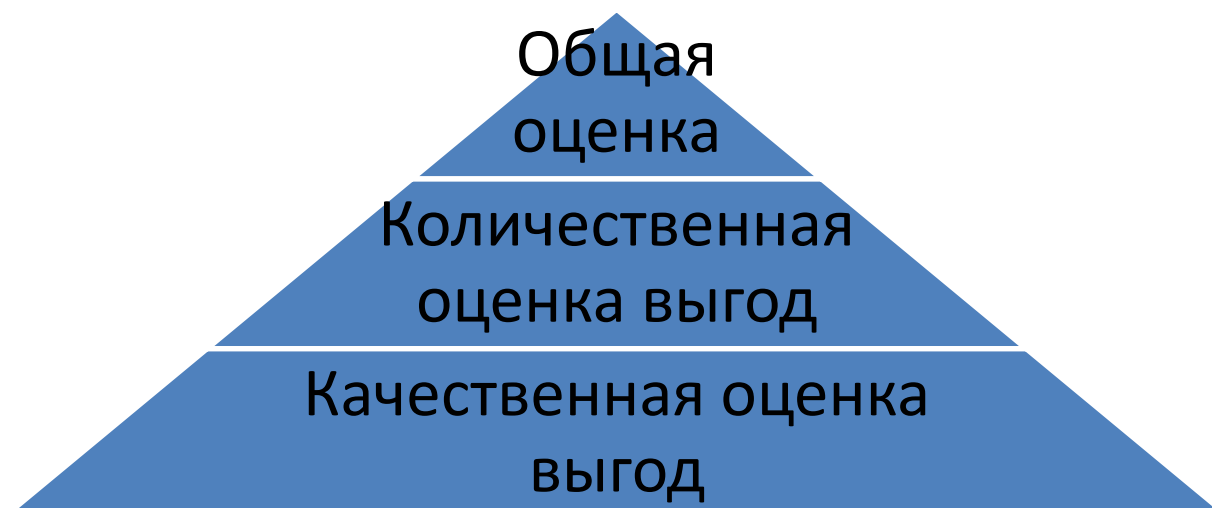 Общая
оценка
Количественная
оценка выгод
Качественная оценка
выгод